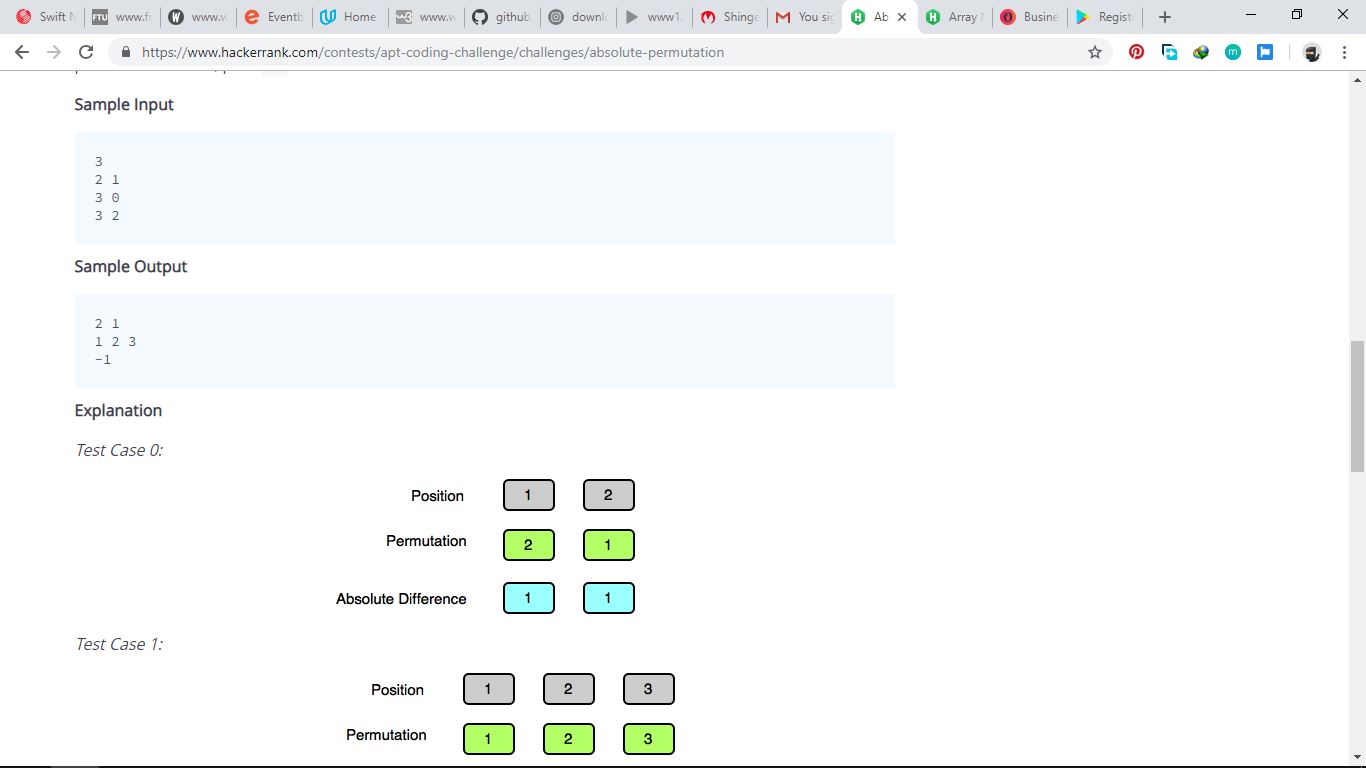 Swift N
www.fi
www.w
Eventb
Home
www.w
github
downlo
www1.
Shinge
You sig
Ab
Array M
Busine
Regist
https://www.hackerrank.com/contests/apt-coding-challenge/challenges/absolute-permutation
Sample Input
3
2 1
3 0
3 2
Sample Output
2 1
1 2 3
-1
Explanation
Test Case 0:
Position 1 2
Permutation 2 1
Absolute Difference 1 1
Test Case 1:
Position 1 2 3
Permutation 1 2 3